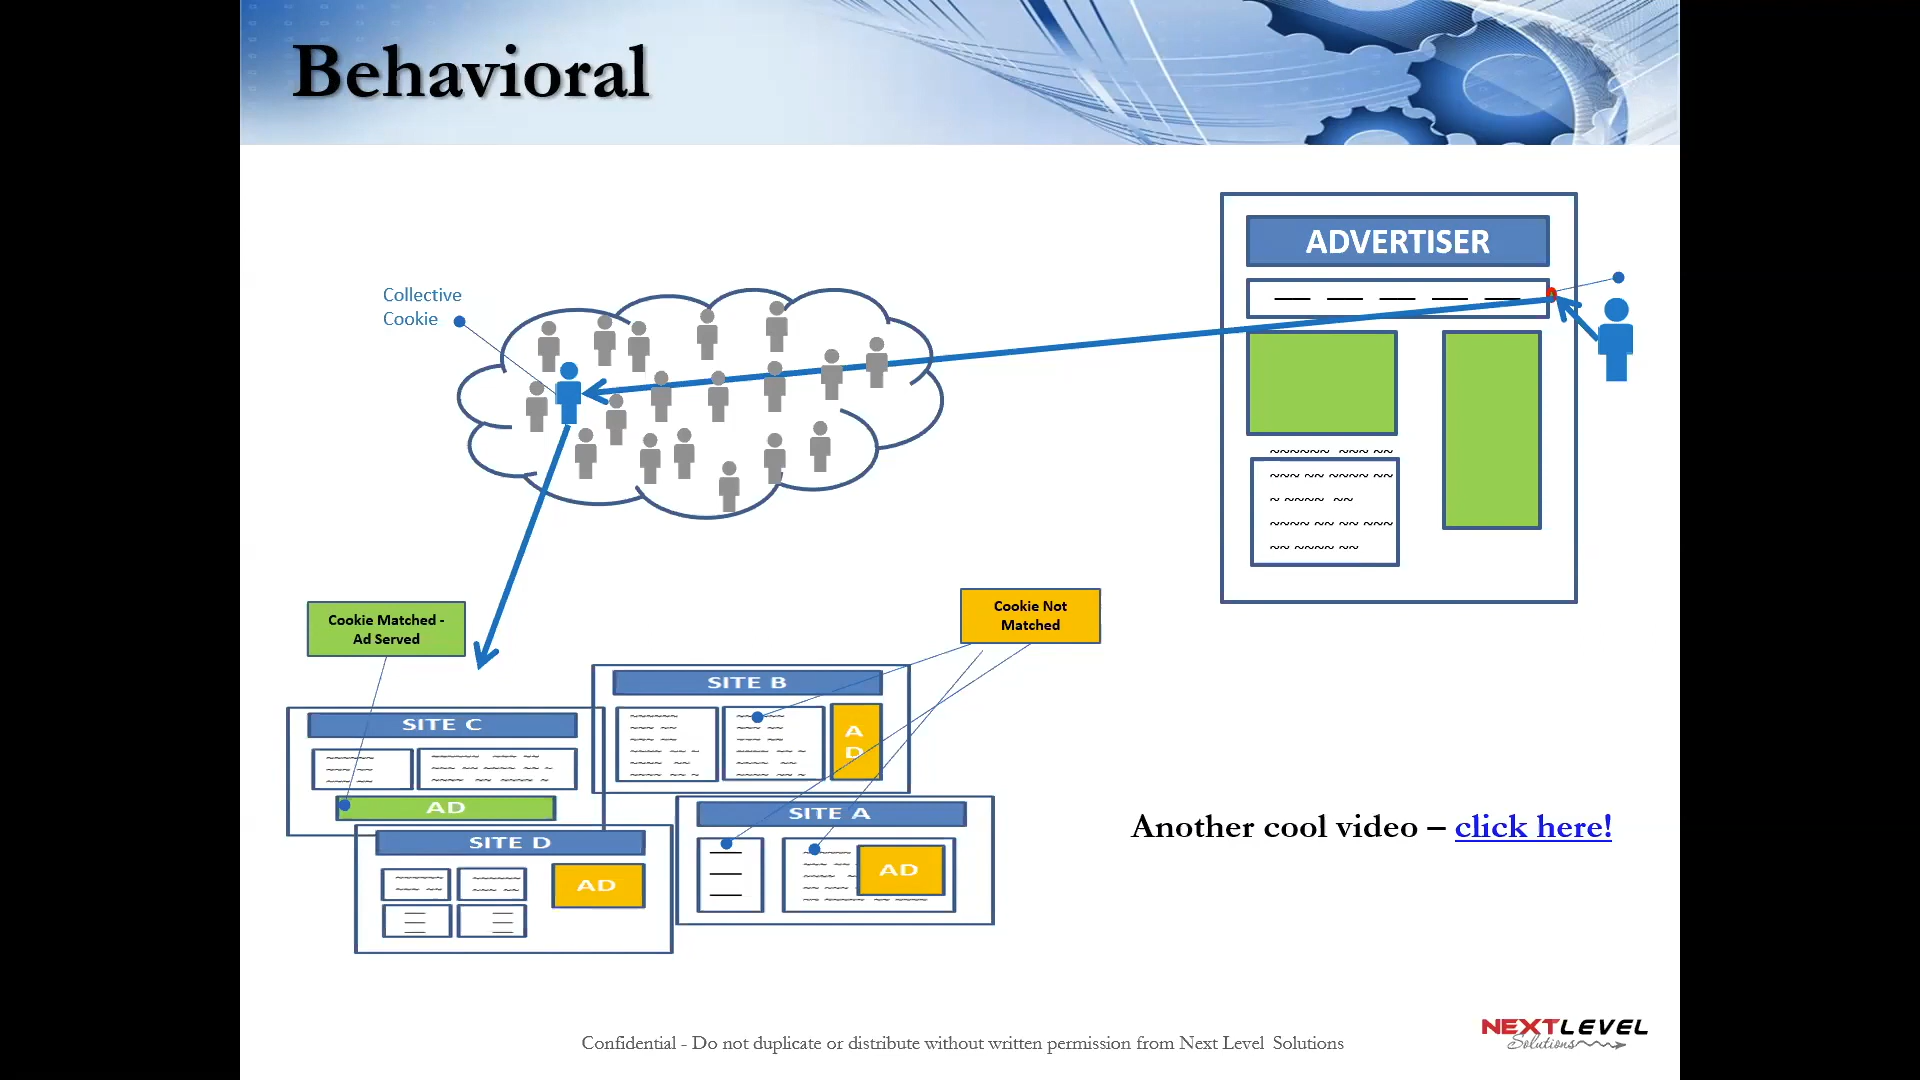 Behavioral
ADVERTISER
Collective
Cookie
Cookie Matched -
Ad Served
Cookie Not
Matched
SITE B
A
D
SITE C
AD
SITE A
AD
SITE D
AD
Another cool video – click here!
NEXTLEVEL
Solutions
Confidential - Do not duplicate or distribute without written permission from Next Level Solutions